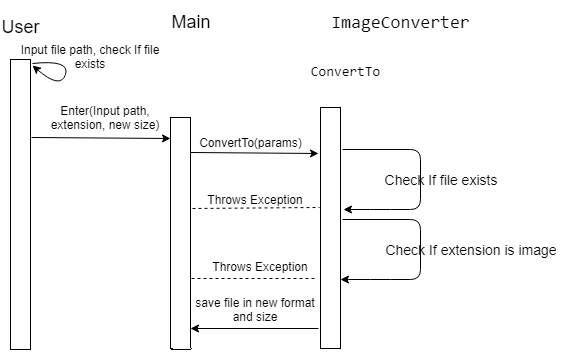 User
Main
ImageConverter
Input file path, check If file
exists
ConvertTo
Enter(Input path,
extension, new size)
ConvertTo(params)
Check If file exists
Throws Exception
Check If extension is image
Throws Exception
save file in new format
and size